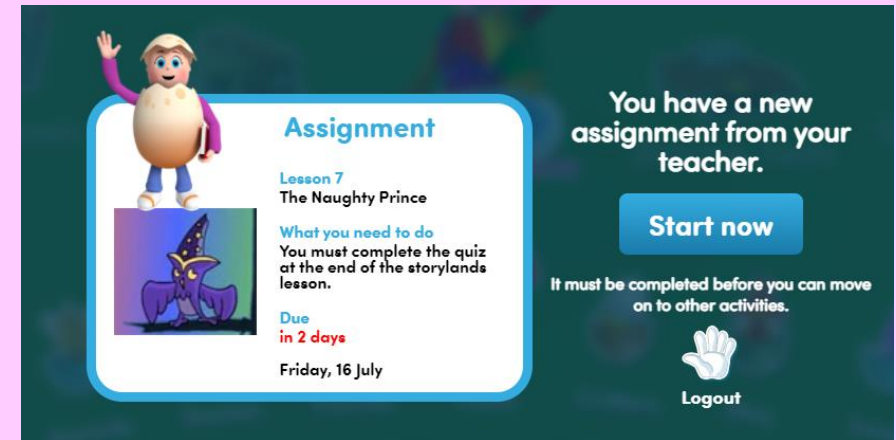 Assignment
Lesson 7
The Naughty Prince
What you need to do
You must complete the quiz
at the end of the storylands
lesson.
Due
in 2 days
Friday, 16 July
You have a new
assignment from your
teacher.
Start now
It must be completed before you can move
on to other activities.
Logout